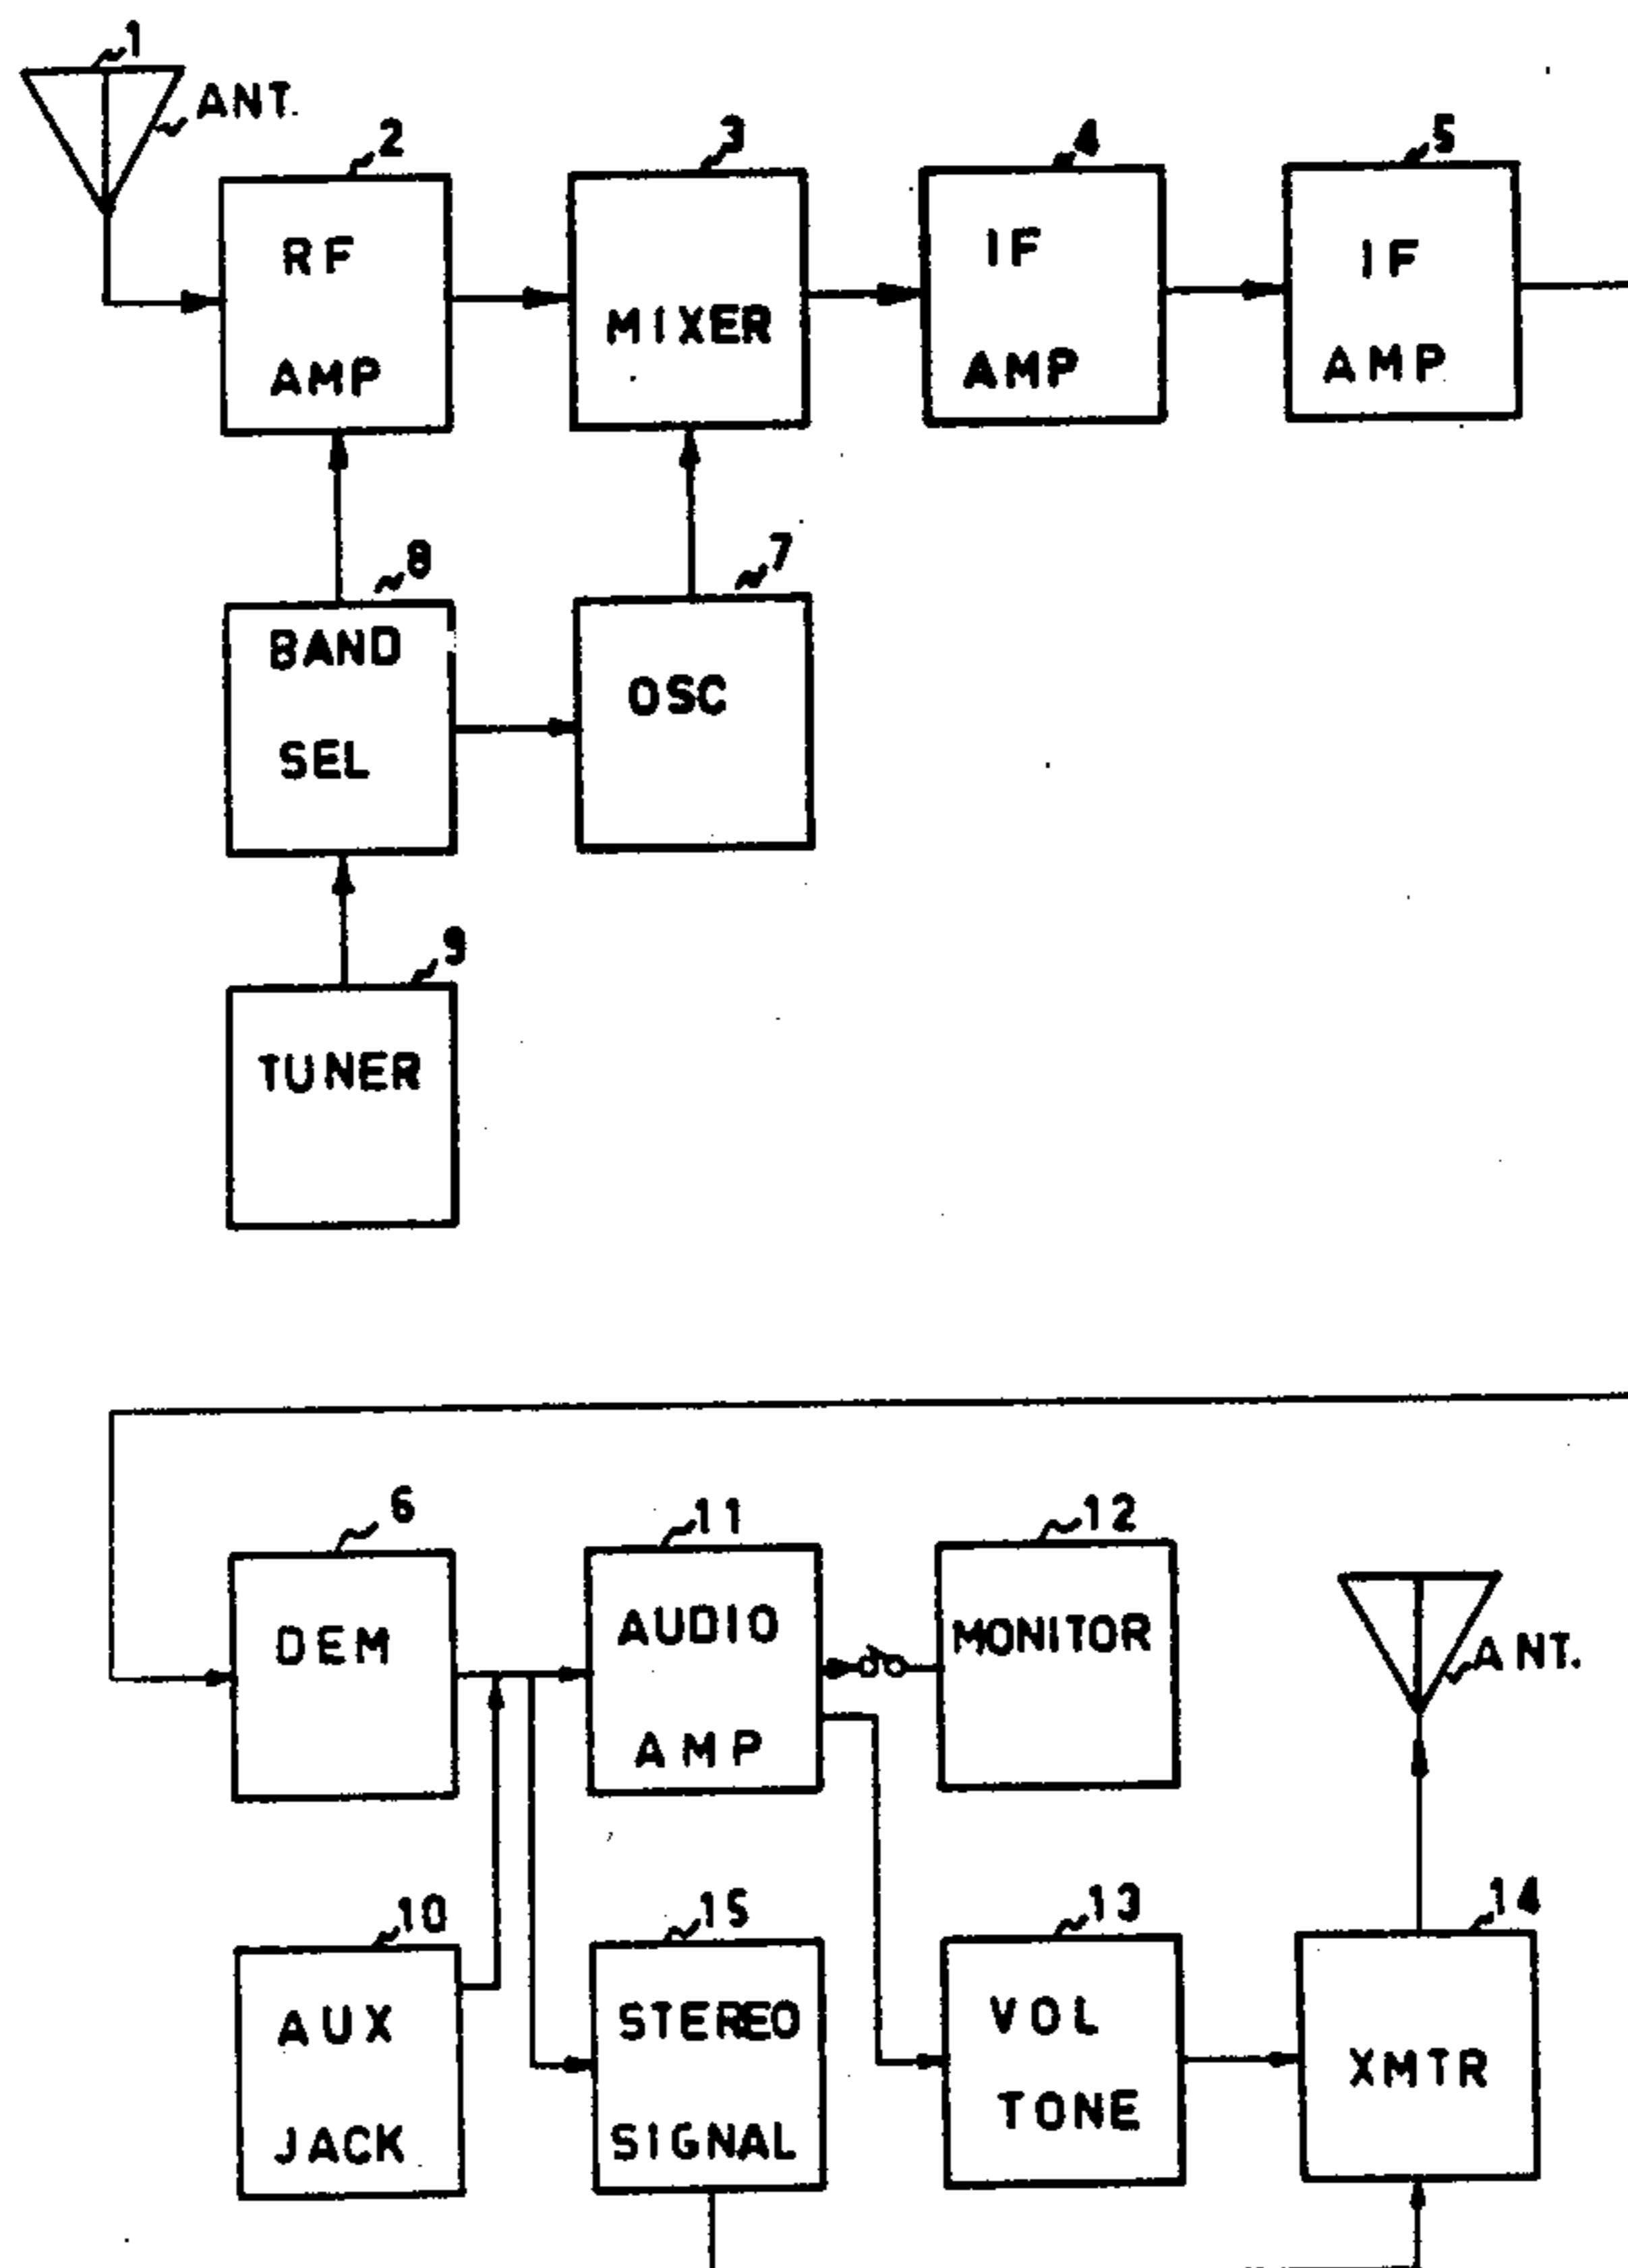 1
ANT.
2
RF
AMP
3
MIXER
4
IF
AMP
5
IF
AMP
8
BAND
SEL
7
OSC
9
TUNER
6
DEM
11
AUDIO
AMP
12
MONITOR
ANT.
10
AUX
JACK
15
STEREO
SIGNAL
13
VOL
TONE
14
XMTR